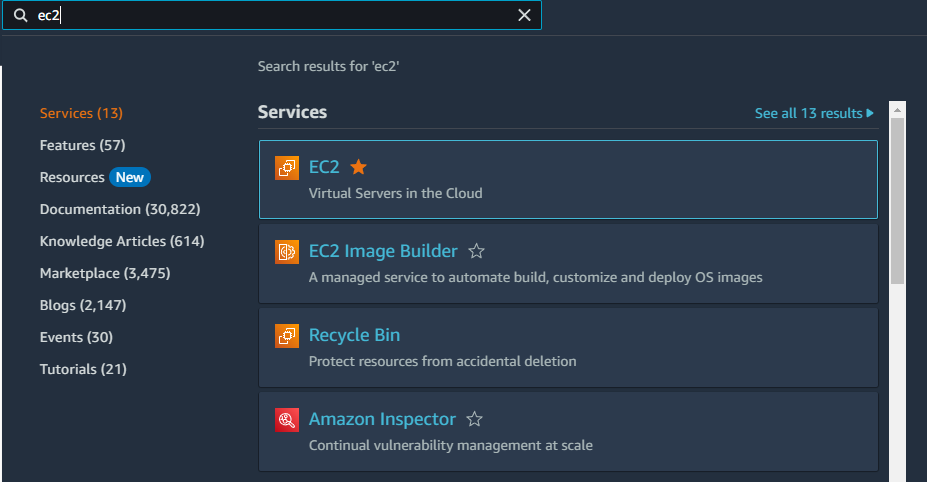 ec2
Search results for 'ec2'
Services (13)
Features (57)
Resources New
Documentation (30,822)
Knowledge Articles (614)
Marketplace (3,475)
Blogs (2,147)
Events (30)
Tutorials (21)
Services
See all 13 results
EC2
Virtual Servers in the Cloud
EC2 Image Builder
A managed service to automate build, customize and deploy OS images
Recycle Bin
Protect resources from accidental deletion
Amazon Inspector
Continual vulnerability management at scale